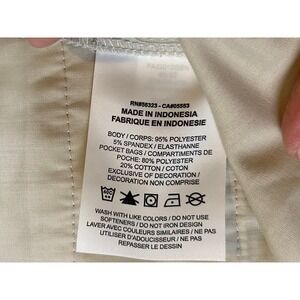 RN#56323 - CA#05553
MADE IN INDONESIA
FABRIQUE EN INDONESIE
BODY / CORPS: 95% POLYESTER
5% SPANDEX / ELASTHANNE
POCKET BAGS / COMPARTIMENTS DE
POCHE: 80% POLYESTER
20% COTTON / COTON
EXCLUSIVE OF DECORATION /
DECORATION NON COMPRISE
WASH WITH LIKE COLORS / DO NOT USE
SOFTENERS / DO NOT IRON DESIGN
LAVER AVEC COULEURS SIMILAIRES / NE PAS
UTILISER D'ADOUCISSEUR / NE PAS
REPASSER LE DESSIN